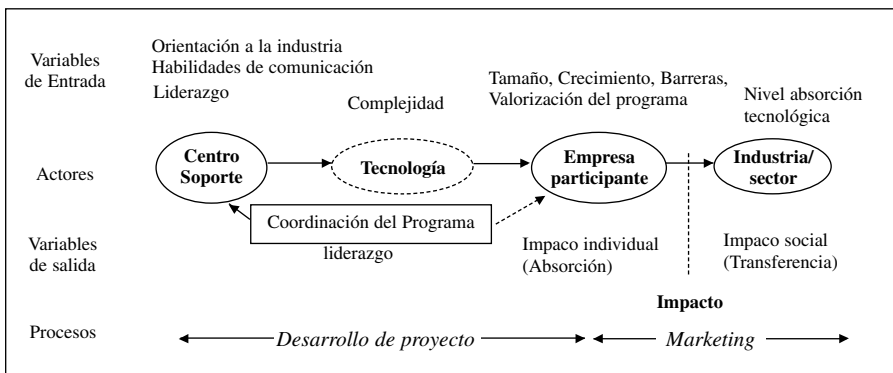 Variables
de Entrada
Orientación a la industria
Habilidades de comunicación
Liderazgo
Complejidad
Tamaño, Crecimiento, Barreras,
Valorización del programa
Nivel absorción
tecnológica
Actores
Centro
Soporte
Tecnología
Empresa
participante
Industria/
sector
Coordinación del Programa
liderazgo
Variables
de salida
Impaco individual
(Absorción)
Impaco social
(Transferencia)
Impacto
Procesos
Desarrollo de proyecto
Marketing